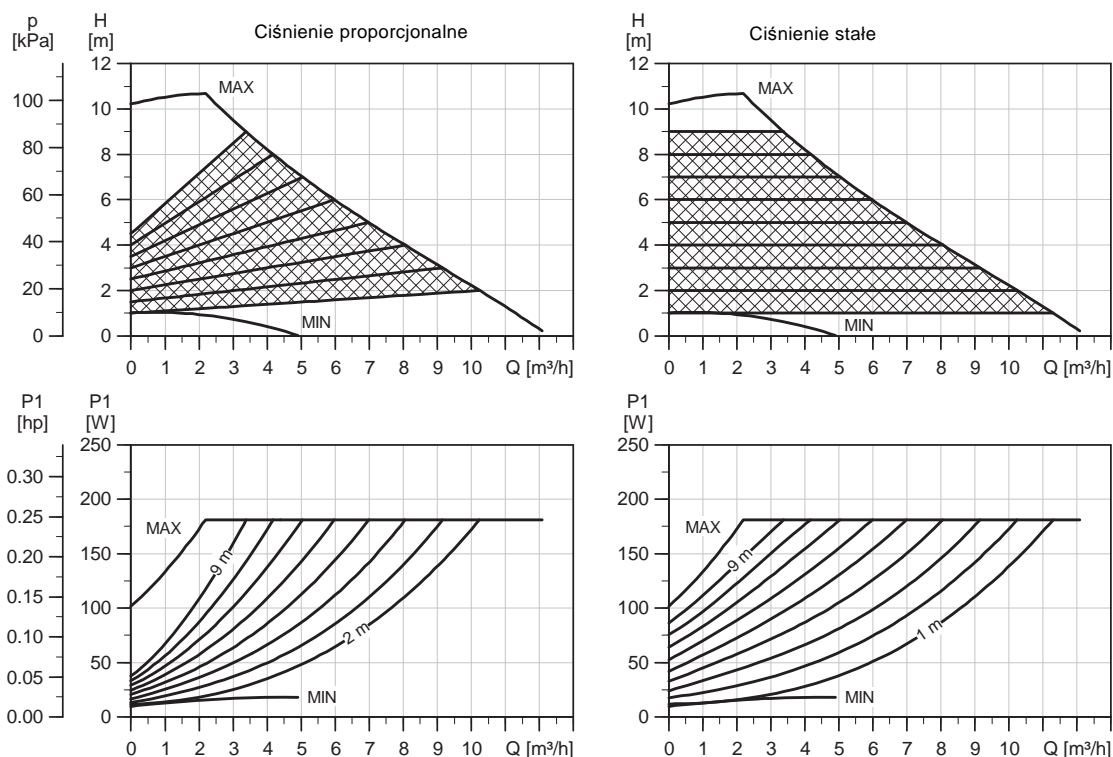 p H Ciśnienie proporcjonalne
[kPa] [m]
12
MAX
100 10
80 8
60 6
40 4
20 2
MIN
0 0
0 1 2 3 4 5 6 7 8 9 10 Q [m³/h]
H Ciśnienie stałe
[m]
12
MAX
10
8
6
4
2
MIN
0
0 1 2 3 4 5 6 7 8 9 10 Q [m³/h]
P1 P1
[hp] [W]
250
0.30
200
0.25
MAX
0.20 150
9 m
0.15
100
0.10
2 m
0.05 50
MIN
0.00 0
0 1 2 3 4 5 6 7 8 9 10 Q [m³/h]
P1
[W]
250
200
MAX
150
9 m
100
1 m
50
MIN
0
0 1 2 3 4 5 6 7 8 9 10 Q [m³/h]